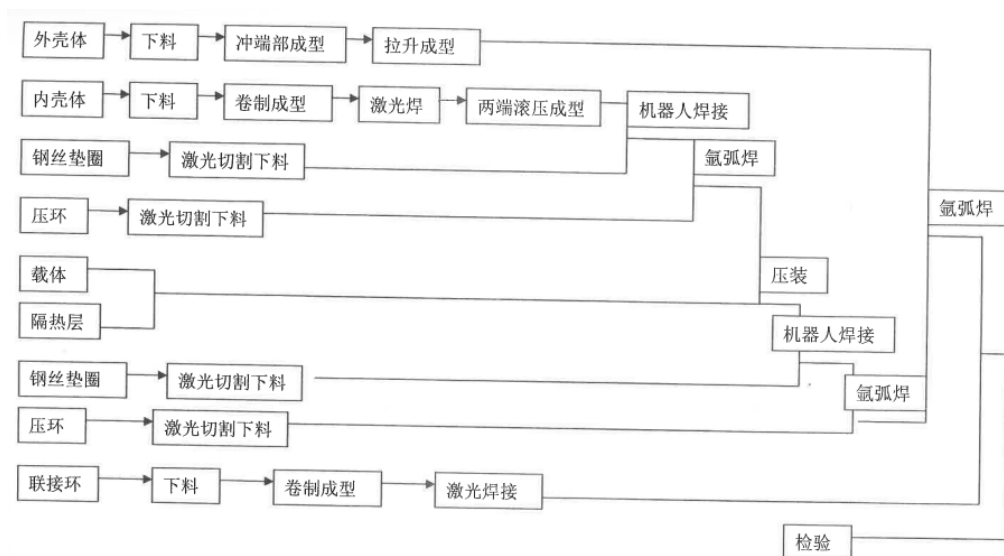 外壳体 下料 冲端部成型 拉升成型
内壳体 下料 卷制成型 激光焊 两端滚压成型 机器人焊接
钢丝垫圈 激光切割下料 氩弧焊
压环 激光切割下料 氩弧焊
载体 压装
隔热层 机器人焊接
钢丝垫圈 激光切割下料 氩弧焊
压环 激光切割下料
联接环 下料 卷制成型 激光焊接
检验